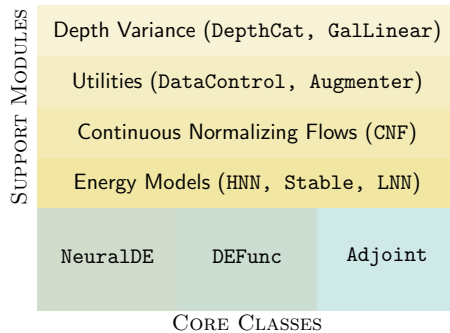 SUPPORT MODULES
Depth Variance (DepthCat, GalLinear)
Utilities (DataControl, Augmenter)
Continuous Normalizing Flows (CNF)
Energy Models (HNN, Stable, LNN)
NeuralDE DEFunc Adjoint
CORE CLASSES